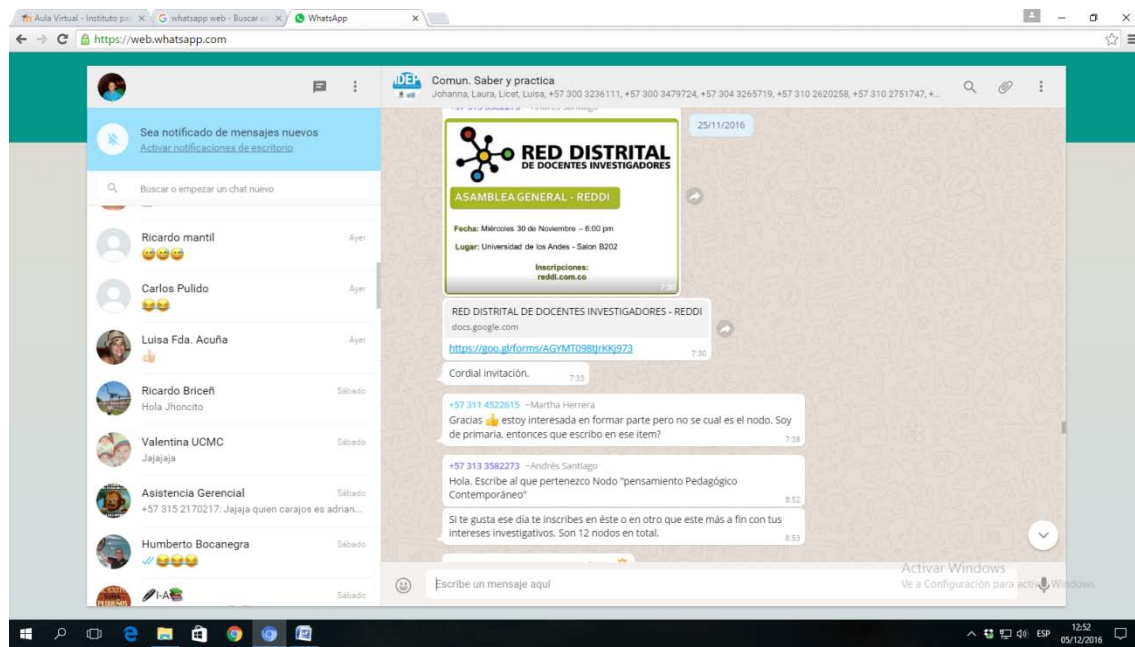 Aula Virtual - Instituto pa
whatsapp web - Buscar c
WhatsApp
https://web.whatsapp.com
IDEP
Comun. Saber y practica
Johanna, Laura, Licet, Luisa, +57 300 3236111, +57 300 3479724, +57 304 3265719, +57 310 2620258, +57 310 2751747, +...
Sea notificado de mensajes nuevos
Activar notificaciones de escritorio
Buscar o empezar un chat nuevo
Ricardo mantil
Ayer
😅😅😅
Carlos Pulido
Ayer
😂😂
Luisa Fda. Acuña
Ayer
👍
Ricardo Briceñ
Sábado
Hola Jhoncito
Valentina UCMC
Sábado
Jajajaja
Asistencia Gerencial
Sábado
+57 315 2170217: Jajaja quien carajos es adrian...
Humberto Bocanegra
Sábado
😂😂😂
I-A
Sábado
25/11/2016
RED DISTRITAL
DE DOCENTES INVESTIGADORES
ASAMBLEA GENERAL - REDDI
Fecha: Miércoles 30 de Noviembre – 6:00 pm
Lugar: Universidad de los Andes - Salon B202
Inscripciones:
reddi.com.co
7:30
RED DISTRITAL DE DOCENTES INVESTIGADORES - REDDI
docs.google.com
7:30
Cordial invitación.
7:33
+57 311 4522615 ~Martha Herrera
Gracias 👍 estoy interesada en formar parte pero no se cual es el nodo. Soy
de primaria, entonces que escribo en ese item?
7:38
+57 313 3582273 ~Andrés Santiago
Hola. Escribe al que pertenezco Nodo "pensamiento Pedagógico
Contemporáneo"
8:52
Si te gusta ese día te inscribes en éste o en otro que este más a fin con tus
intereses investigativos. Son 12 nodos en total.
8:53
Escribe un mensaje aquí
Activar Windows
Ve a Configuración para activar Windows.
ESP
12:52
05/12/2016